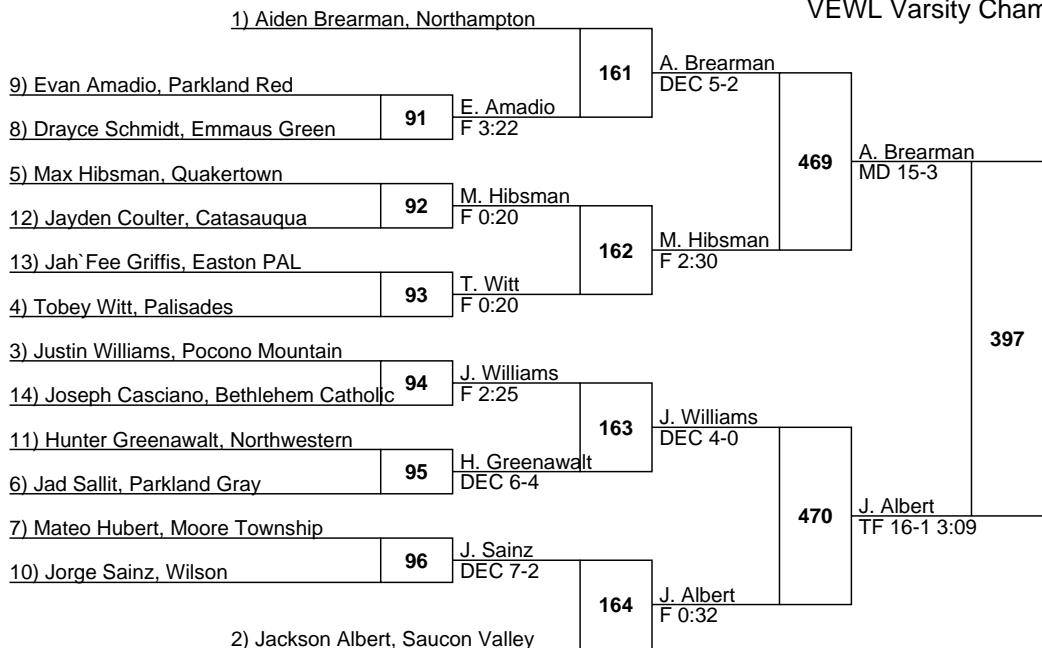 VEWL Varsity Cham
1) Aiden Brearman, Northampton
161
A. Brearman
DEC 5-2
9) Evan Amadio, Parkland Red
91
E. Amadio
F 3:22
8) Drayce Schmidt, Emmaus Green
469
A. Brearman
MD 15-3
5) Max Hibsman, Quakertown
92
M. Hibsman
F 0:20
12) Jayden Coulter, Catasauqua
162
M. Hibsman
F 2:30
13) Jah`Fee Griffis, Easton PAL
93
T. Witt
F 0:20
4) Tobey Witt, Palisades
397
3) Justin Williams, Pocono Mountain
94
J. Williams
F 2:25
14) Joseph Casciano, Bethlehem Catholic
163
J. Williams
DEC 4-0
11) Hunter Greenawalt, Northwestern
95
H. Greenawalt
DEC 6-4
6) Jad Sallit, Parkland Gray
470
J. Albert
TF 16-1 3:09
7) Mateo Hubert, Moore Township
96
J. Sainz
DEC 7-2
10) Jorge Sainz, Wilson
164
J. Albert
F 0:32
2) Jackson Albert, Saucon Valley